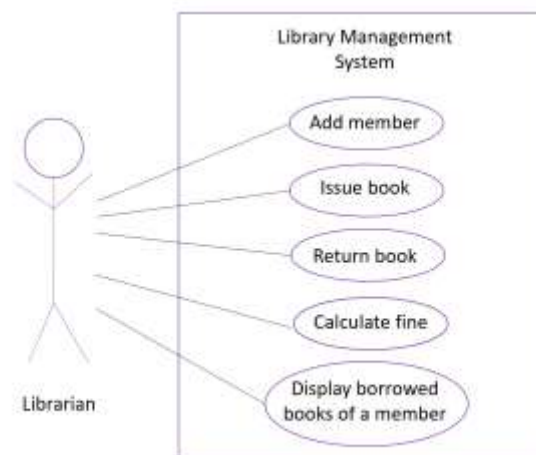 Library Management
System
Add member
Issue book
Return book
Calculate fine
Display borrowed
books of a member
Librarian